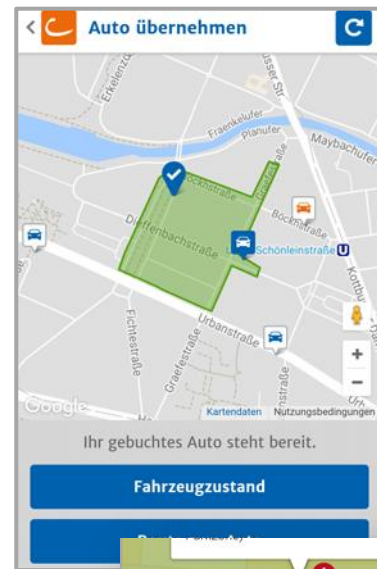 Auto übernehmen
Fraenkelufer
Planufer
Maybachufer
Böckhstraße
Graefestraße
Böckhstraße
Dieffenbachstraße
Schönleinstraße U
Urbanstraße
Fichtestraße
Graefestraße
Google
Kartendaten Nutzungsbedingungen
Ihr gebuchtes Auto steht bereit.
Fahrzeugzustand